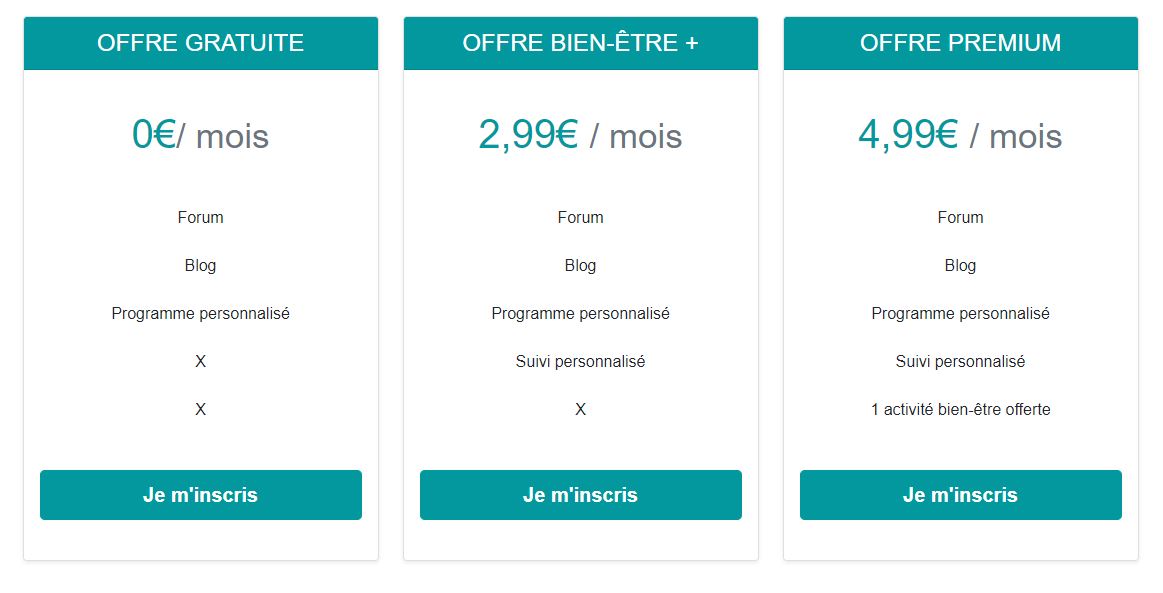 OFFRE GRATUITE
0€/ mois
Forum
Blog
Programme personnalisé
X
X
Je m'inscris
OFFRE BIEN-ÊTRE +
2,99€ / mois
Forum
Blog
Programme personnalisé
Suivi personnalisé
X
Je m'inscris
OFFRE PREMIUM
4,99€ / mois
Forum
Blog
Programme personnalisé
Suivi personnalisé
1 activité bien-être offerte
Je m'inscris